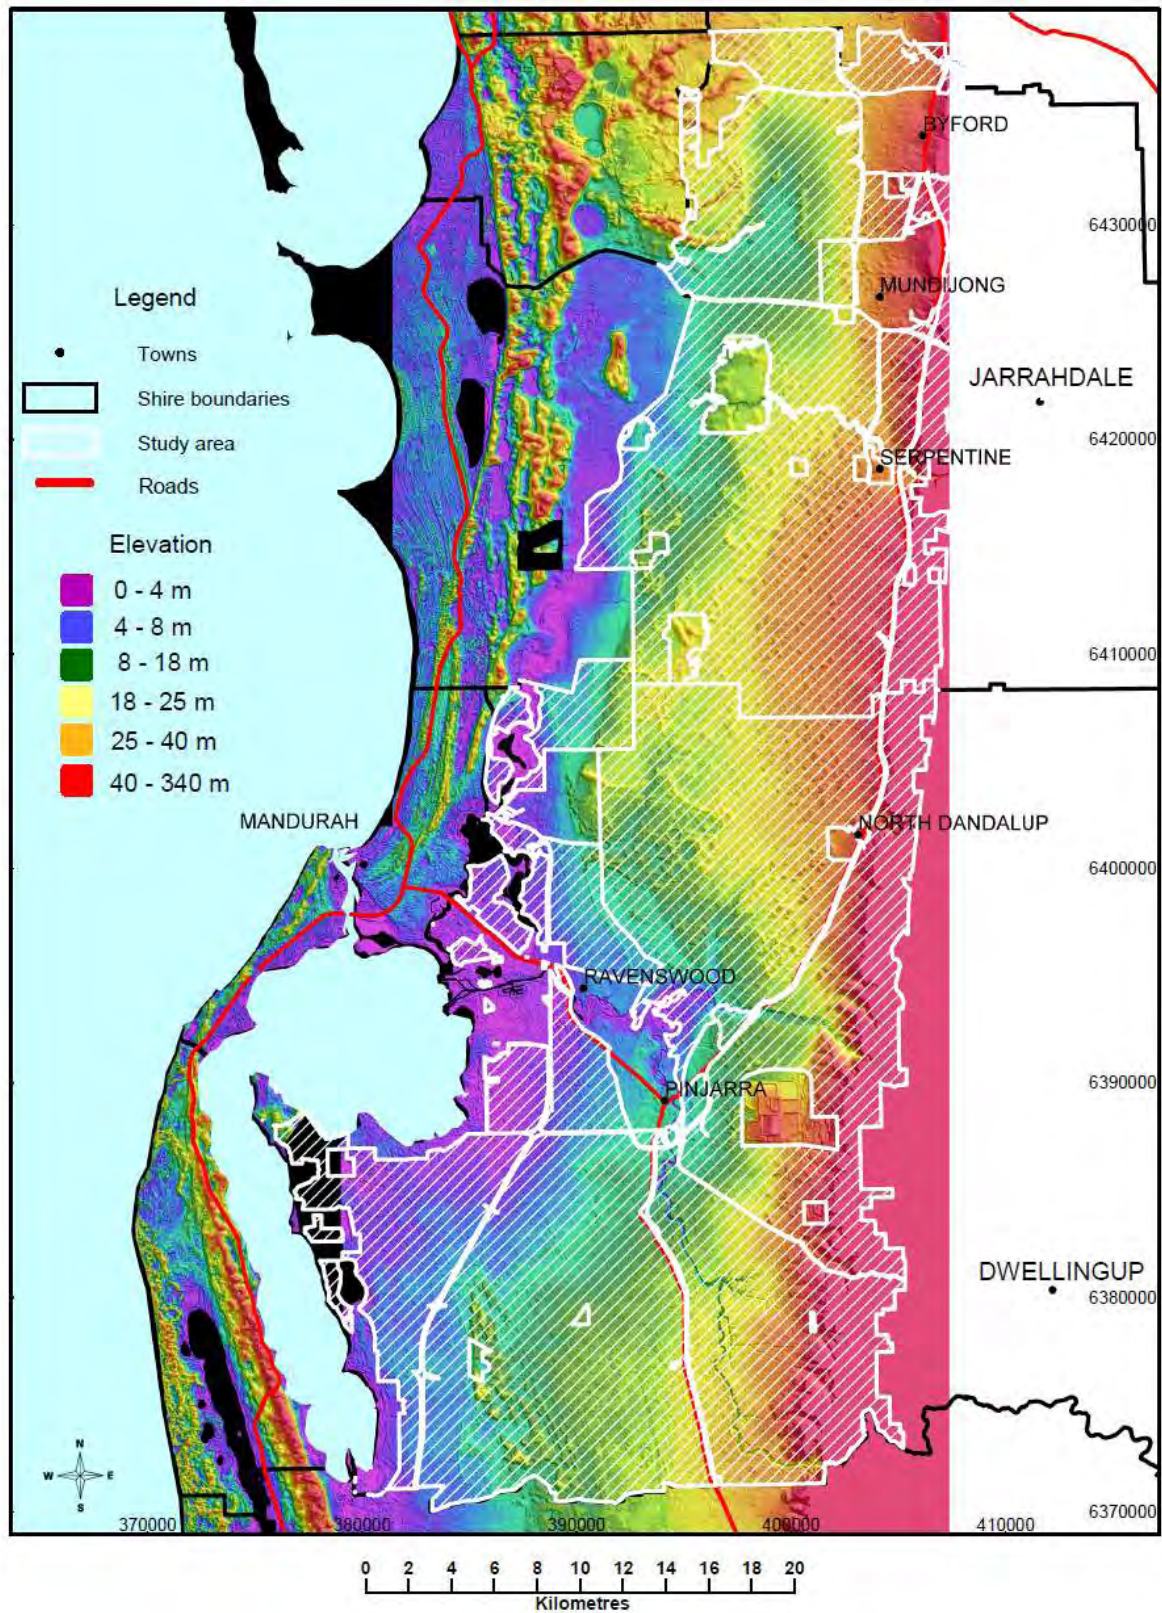 BYFORD
6430000
Legend
MUNDIJONG
Towns
JARRAHDALE
Shire boundaries
Study area
6420000
SERPENTINE
Roads
Elevation
0 - 4 m
4 - 8 m
6410000
8 - 18 m
18 - 25 m
25 - 40 m
40 - 340 m
MANDURAH
NORTH DANDALUP
6400000
RAVENSWOOD
6390000
PINJARRA
DWELLINGUP
6380000
N
W E
S
6370000
370000 380000 390000 400000 410000
0 2 4 6 8 10 12 14 16 18 20
Kilometres